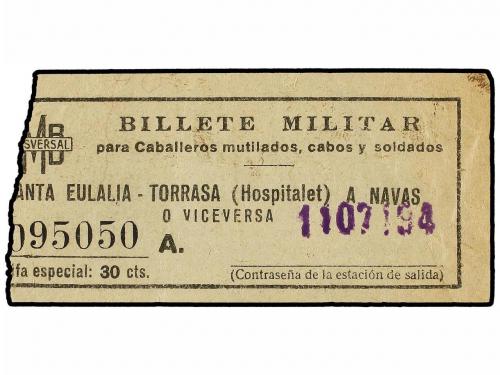 MB
SVERSAL
BILLETE MILITAR
para Caballeros mutilados, cabos y soldados
ANTA EULALIA - TORRASA (Hospitalet) A NAVAS
O VICEVERSA
1107194
095050 A.
fa especial: 30 cts.
(Contraseña de la estación de salida)